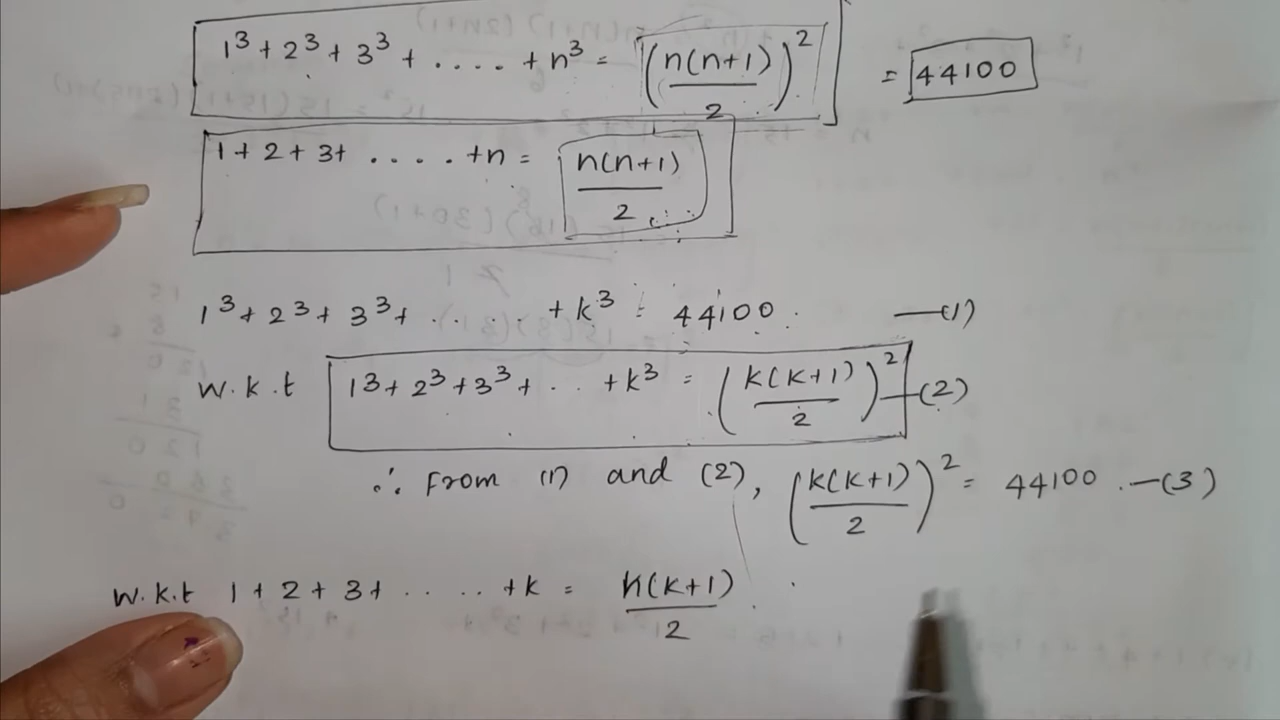 1³ + 2³ + 3³ + .... + n³ = (n(n+1)/2)² = 44100
1 + 2 + 3 + .... + n = n(n+1)/2
1³ + 2³ + 3³ + ..... + k³ = 44100. —(1)
w.k.t 1³ + 2³ + 3³ + .. + k³ = (k(k+1)/2)² —(2)
∴ From (1) and (2), (k(k+1)/2)² = 44100. —(3)
w.k.t 1 + 2 + 3 + ..... + k = k(k+1)/2.